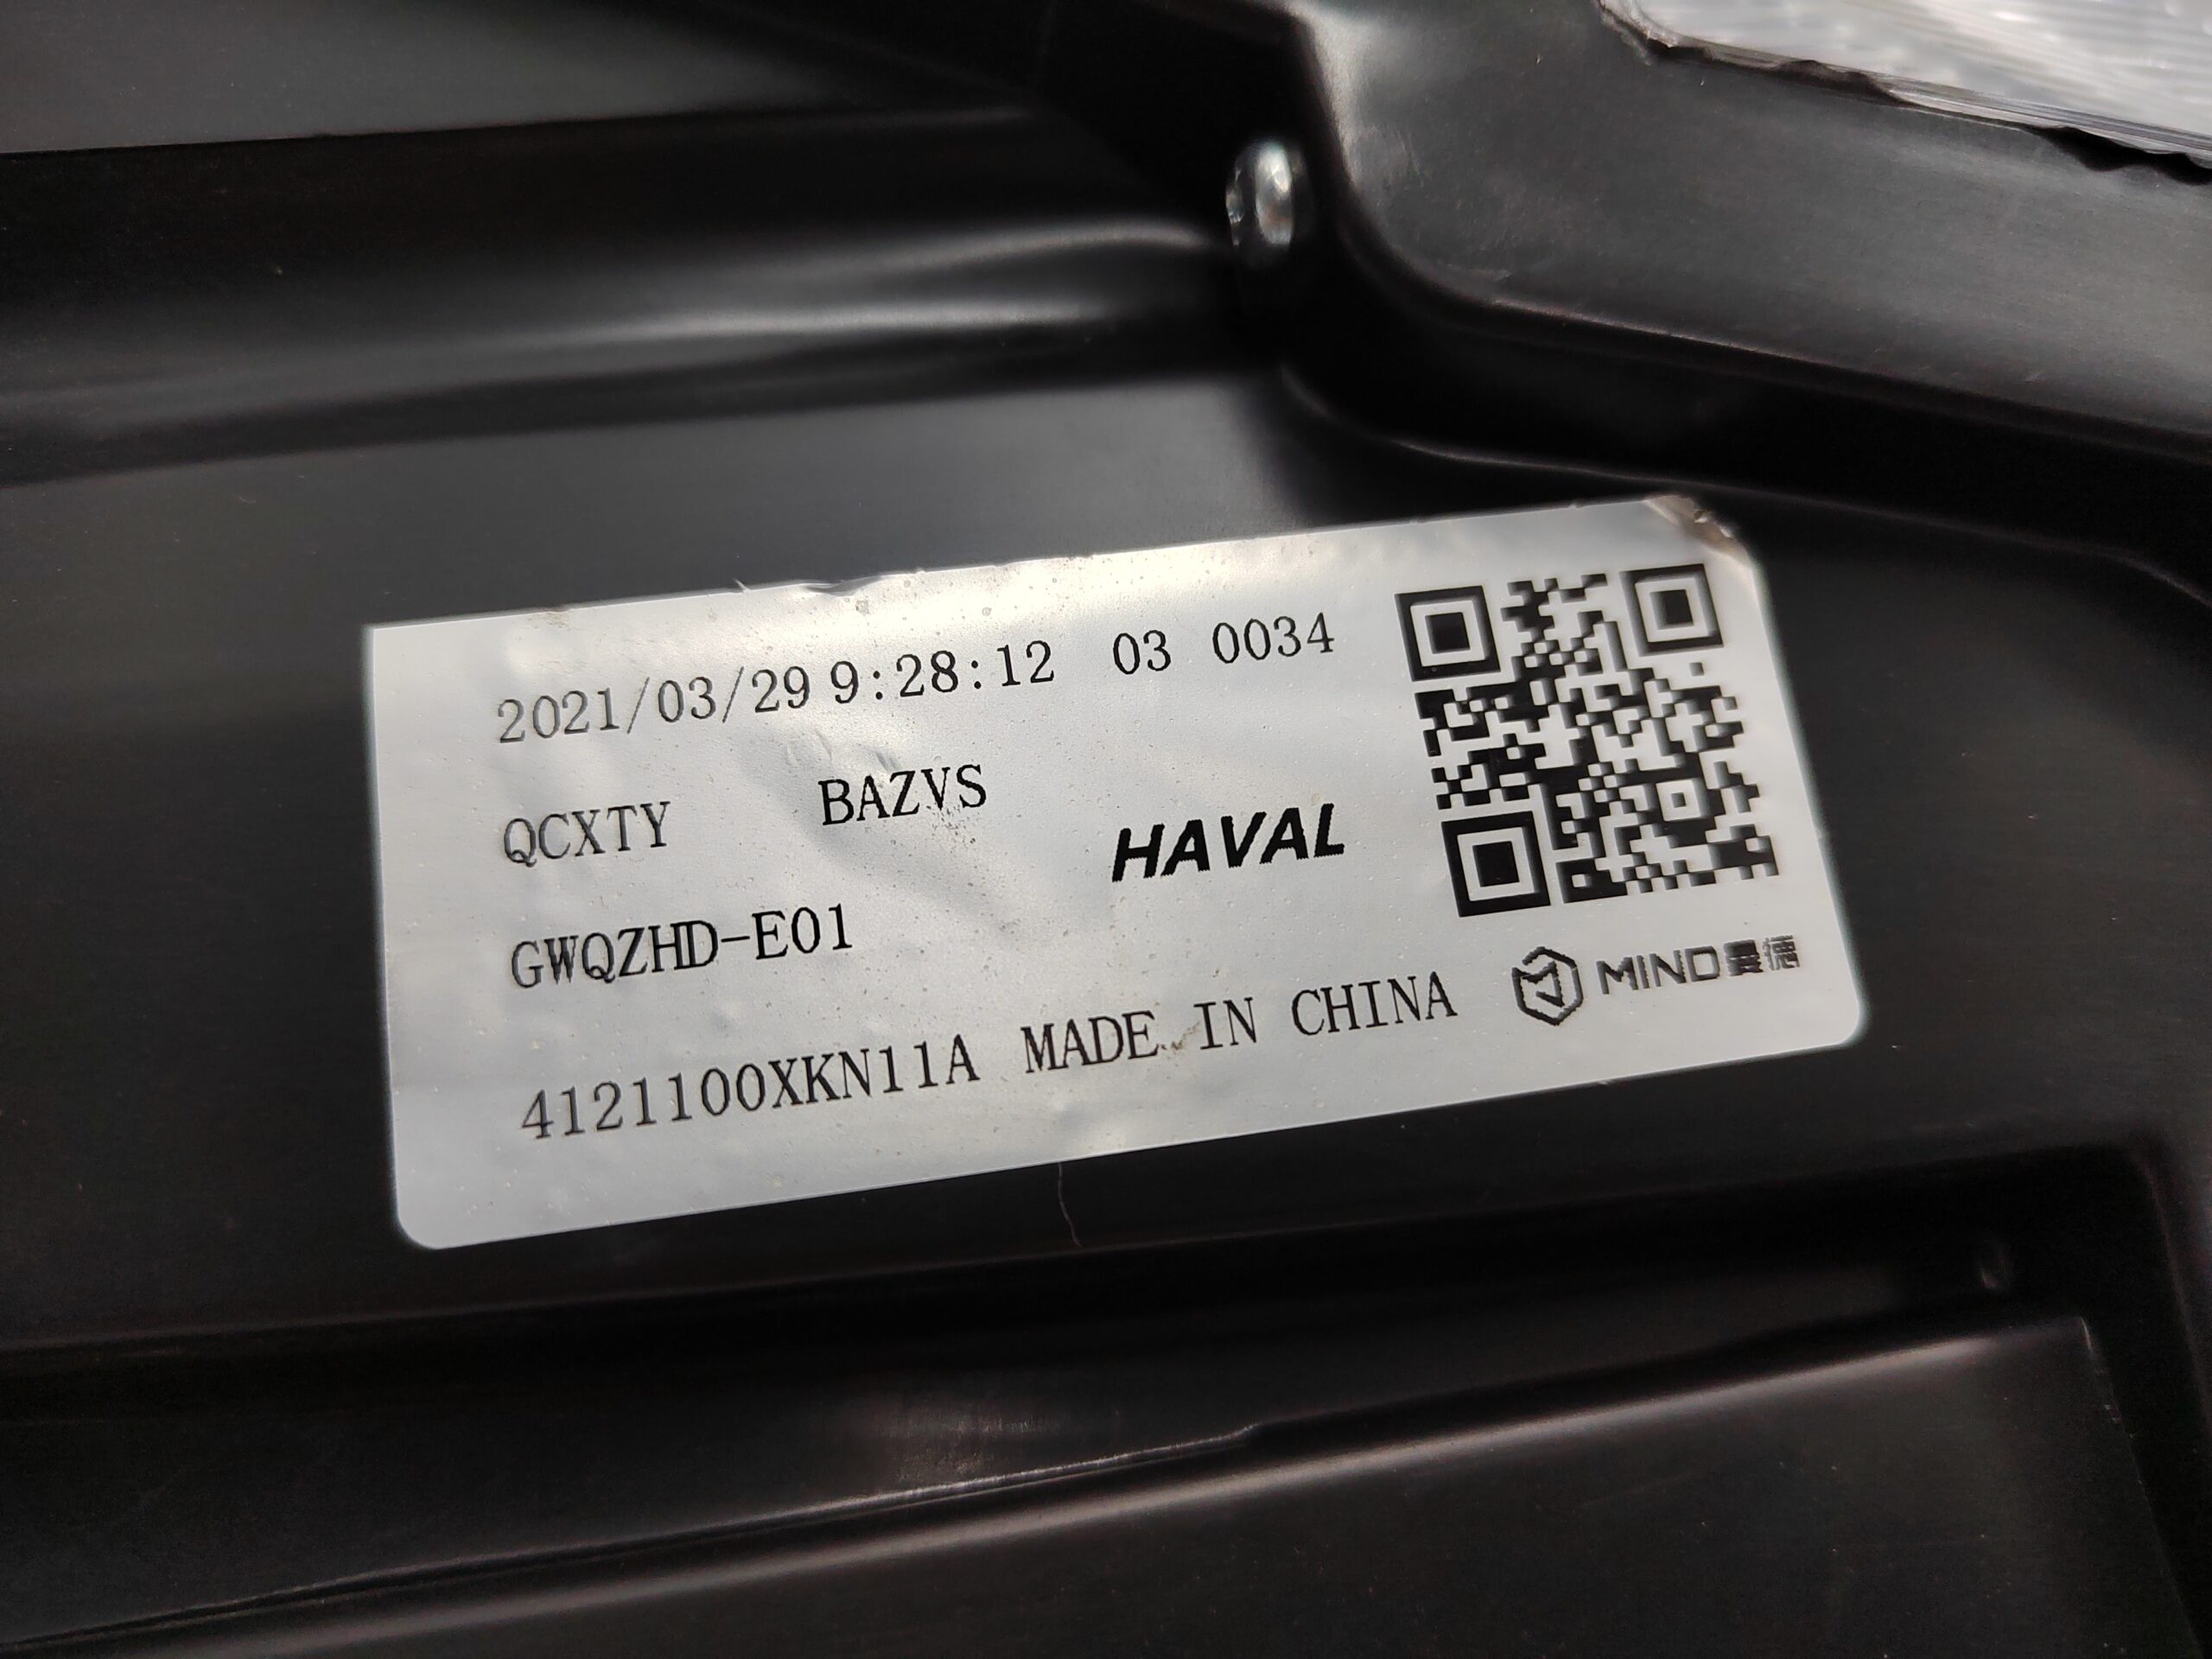 2021/03/29 9:28:12 03 0034
QCXTY BAZVS
HAVAL
GWQZHD-E01
MIND曼德
4121100XKN11A MADE IN CHINA